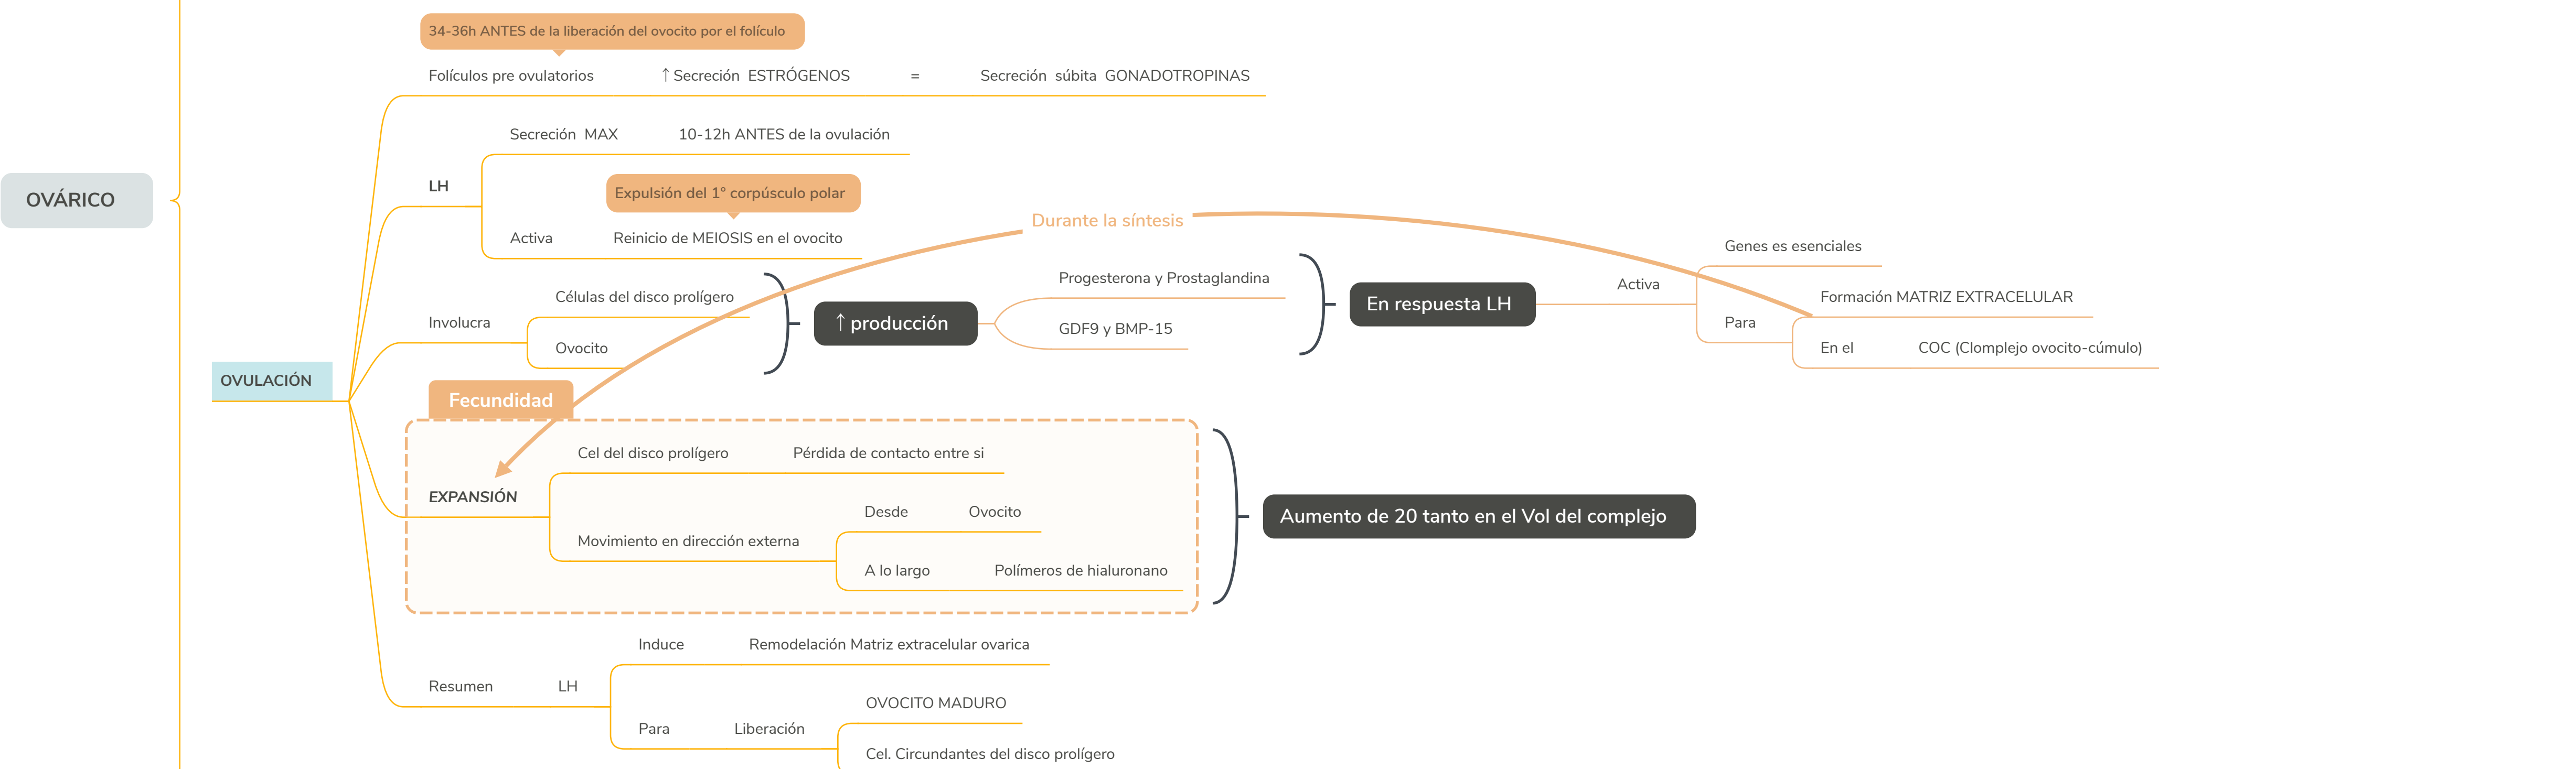 34-36h ANTES de la liberación del ovocito por el folículo
Folículos pre ovulatorios ↑ Secreción ESTRÓGENOS = Secreción súbita GONADOTROPINAS
Secreción MAX 10-12h ANTES de la ovulación
LH
Expulsión del 1° corpúsculo polar
Activa Reinicio de MEIOSIS en el ovocito
OVÁRICO
Durante la síntesis
Involucra
Células del disco prolígero
Ovocito
↑ producción
Progesterona y Prostaglandina
GDF9 y BMP-15
En respuesta LH
Activa
Genes es esenciales
Para
Formación MATRIZ EXTRACELULAR
En el COC (Clomplejo ovocito-cúmulo)
OVULACIÓN
Fecundidad
Cel del disco prolígero Pérdida de contacto entre si
EXPANSIÓN
Movimiento en dirección externa
Desde Ovocito
A lo largo Polímeros de hialuronano
Aumento de 20 tanto en el Vol del complejo
Induce Remodelación Matriz extracelular ovarica
Resumen LH
Para Liberación
OVOCITO MADURO
Cel. Circundantes del disco prolígero